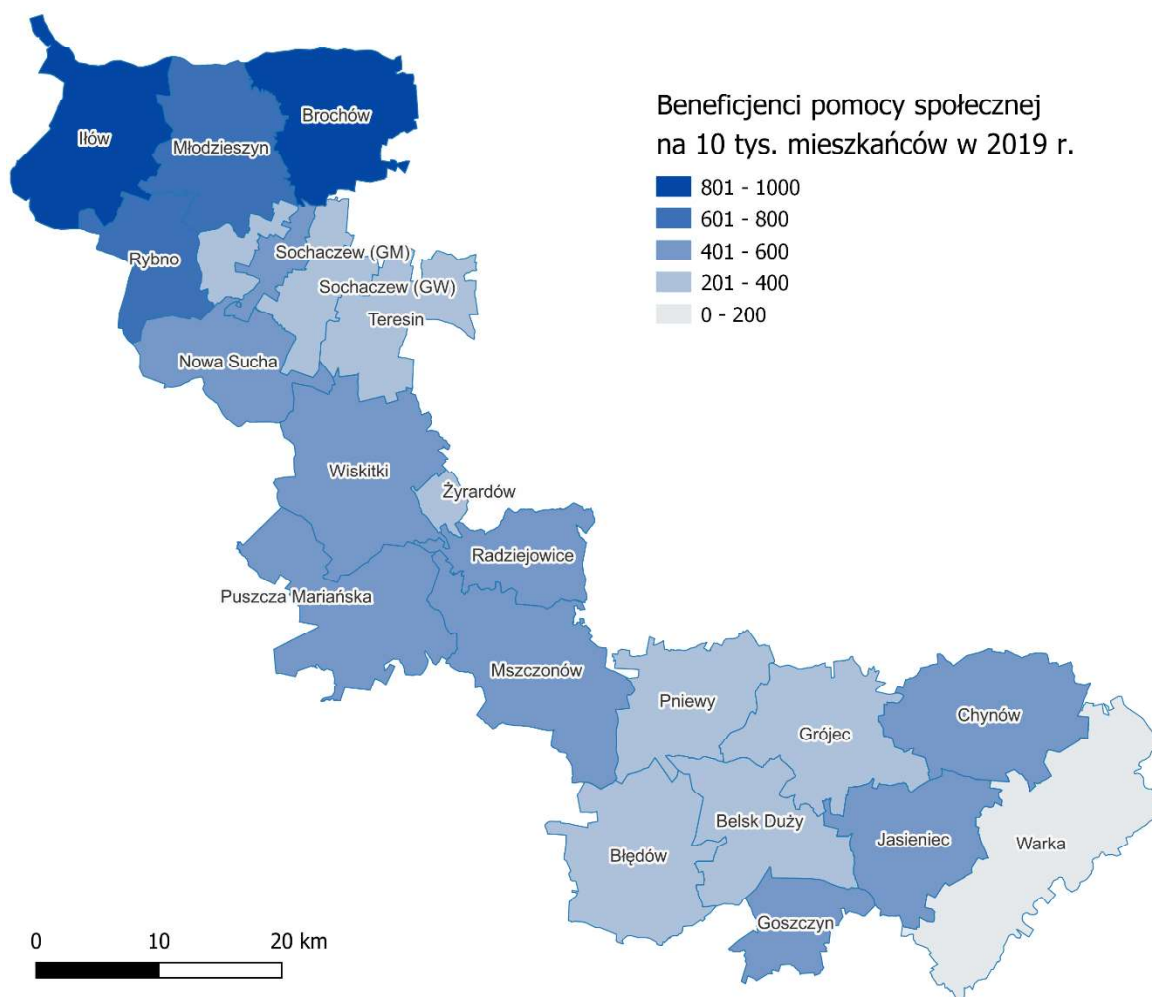 Beneficjenci pomocy społecznej
na 10 tys. mieszkańców w 2019 r.
801 - 1000
601 - 800
401 - 600
201 - 400
0 - 200
Iłów
Młodzieszyn
Brochów
Rybno
Sochaczew (GM)
Sochaczew (GW)
Teresin
Nowa Sucha
Wiskitki
Żyrardów
Radziejowice
Puszcza Mariańska
Mszczonów
Pniewy
Grójec
Chynów
Belsk Duży
Błędów
Jasieniec
Warka
Goszczyn
0 10 20 km